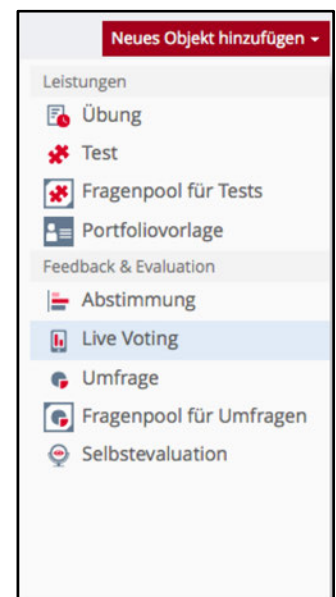 Neues Objekt hinzufügen
Leistungen
Übung
Test
Fragenpool für Tests
Portfoliovorlage
Feedback & Evaluation
Abstimmung
Live Voting
Umfrage
Fragenpool für Umfragen
Selbstevaluation